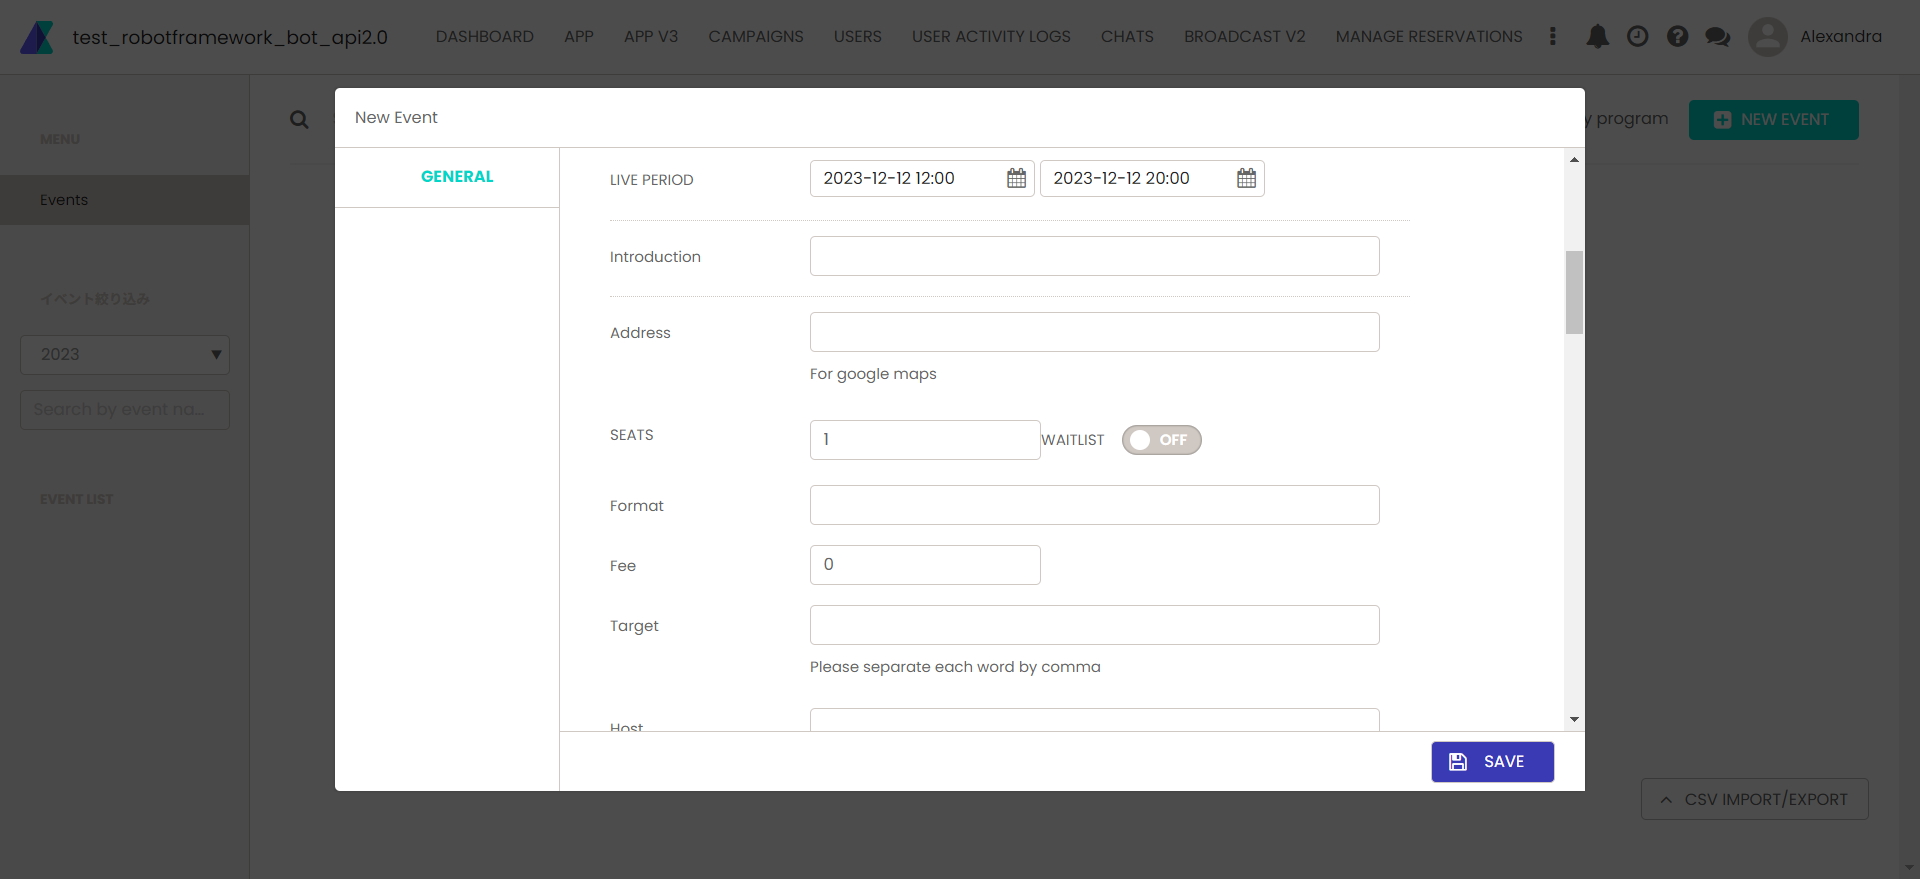 test_robotframework_bot_api2.0
DASHBOARD
APP
APP V3
CAMPAIGNS
USERS
USER ACTIVITY LOGS
CHATS
BROADCAST V2
MANAGE RESERVATIONS
Alexandra
MENU
Events
イベント絞り込み
2023
Search by event na...
EVENT LIST
y program
NEW EVENT
New Event
GENERAL
LIVE PERIOD
2023-12-12 12:00
2023-12-12 20:00
Introduction
Address
For google maps
SEATS
1
WAITLIST
OFF
Format
Fee
0
Target
Please separate each word by comma
Host
SAVE
CSV IMPORT/EXPORT